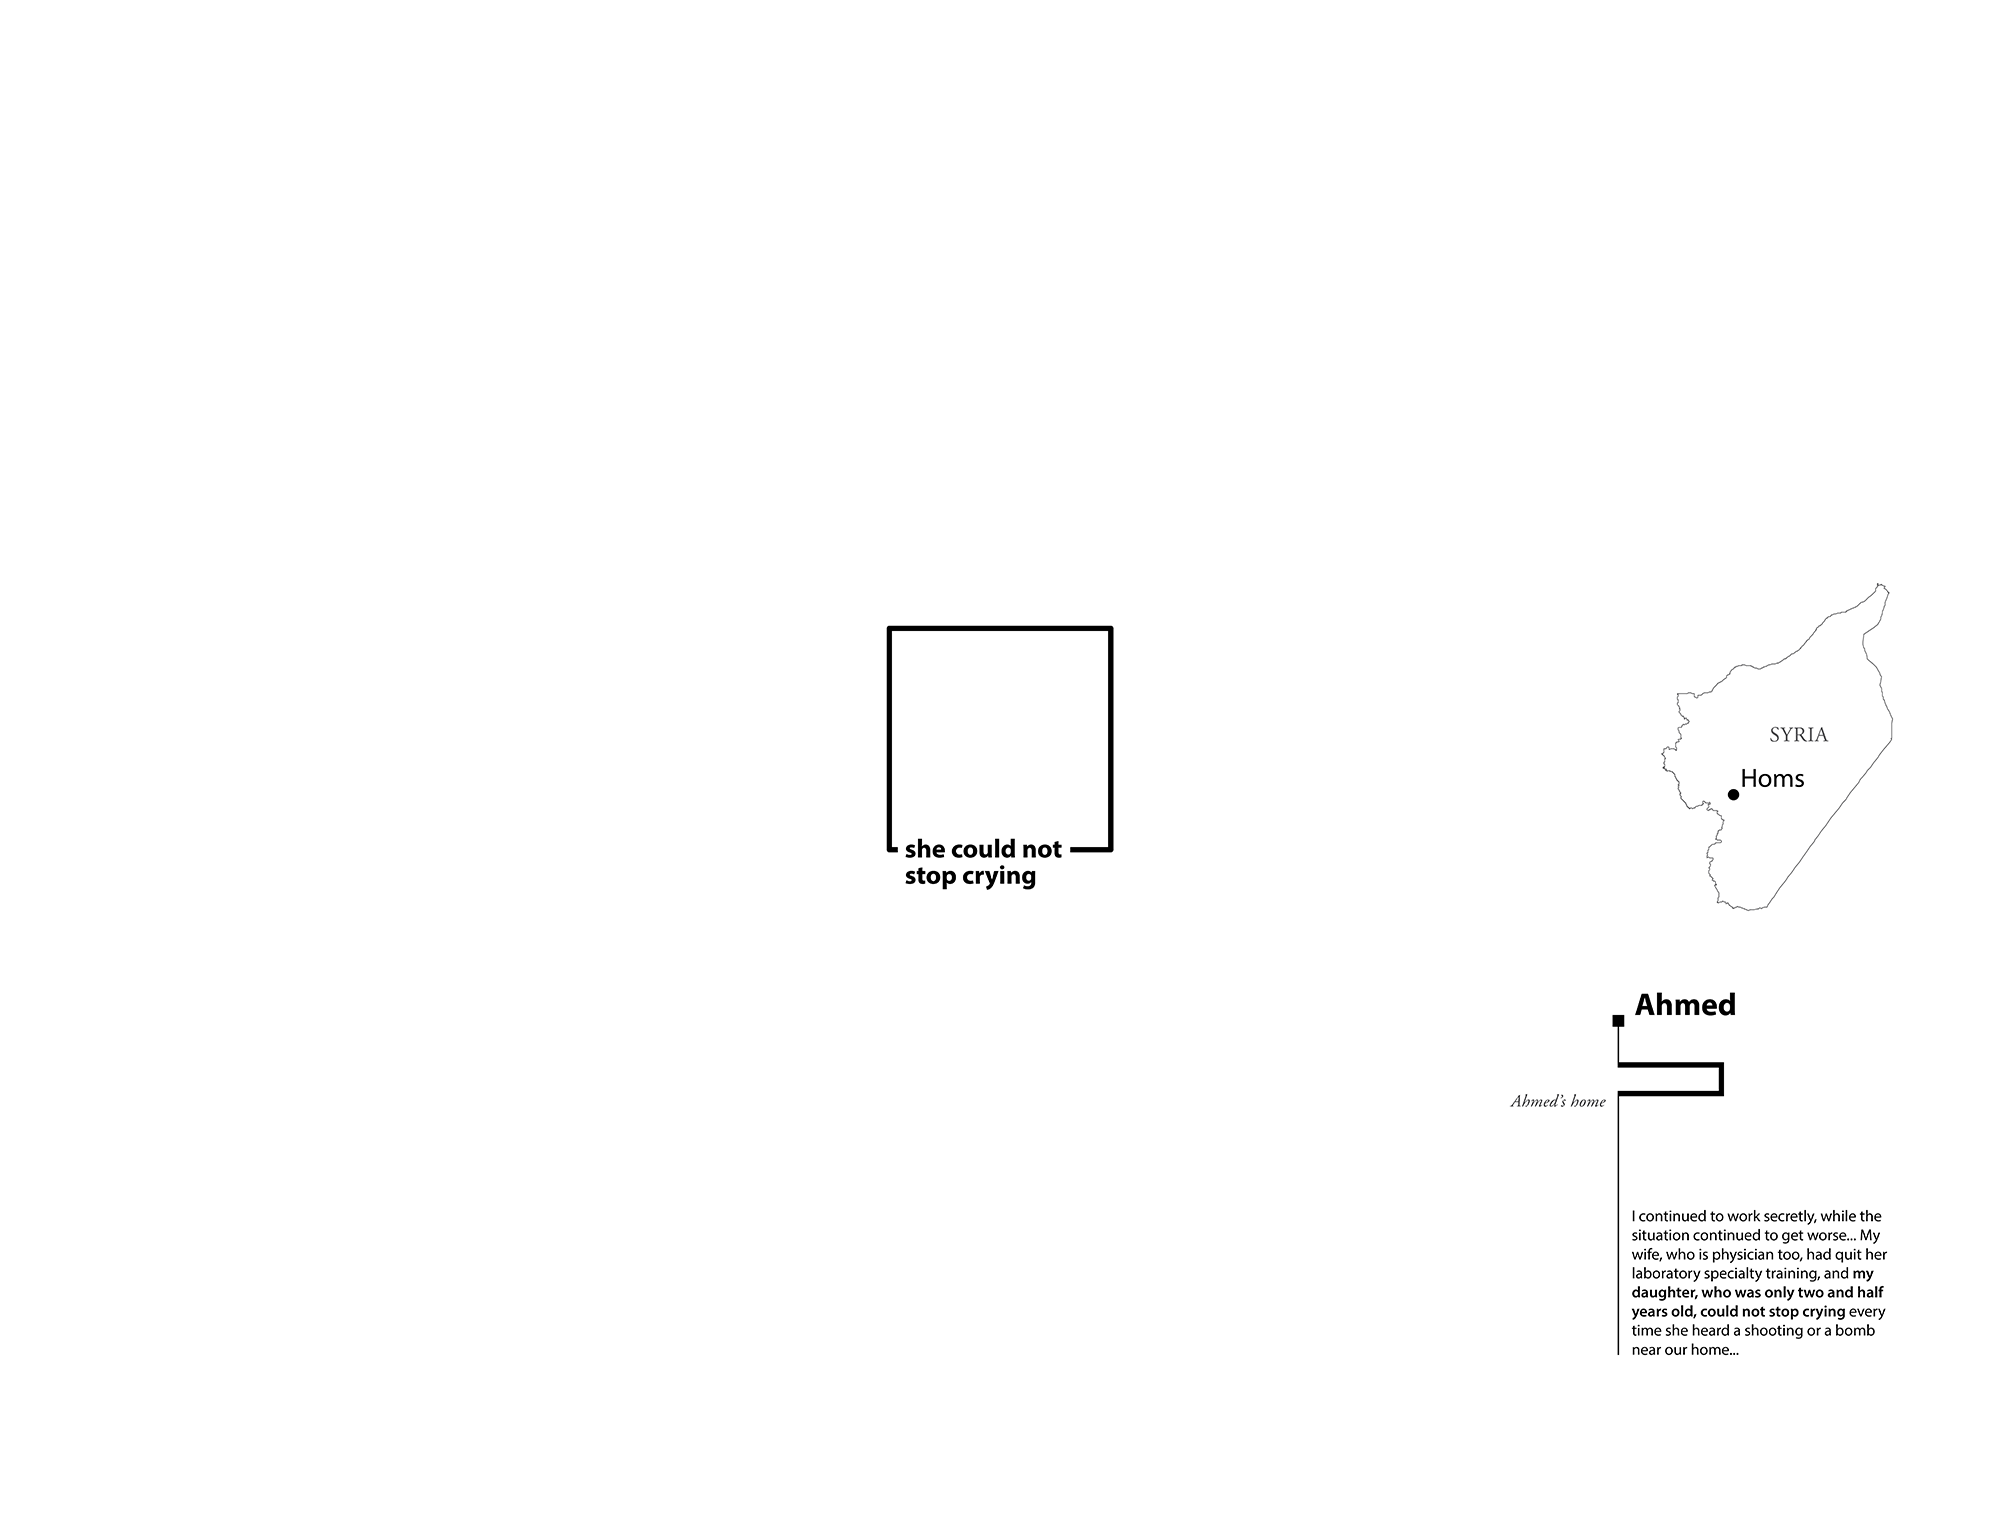 she could not
stop crying
SYRIA
Homs
Ahmed
Ahmed's home
I continued to work secretly, while the
situation continued to get worse... My
wife, who is physician too, had quit her
laboratory specialty training, and my
daughter, who was only two and half
years old, could not stop crying every
time she heard a shooting or a bomb
near our home...